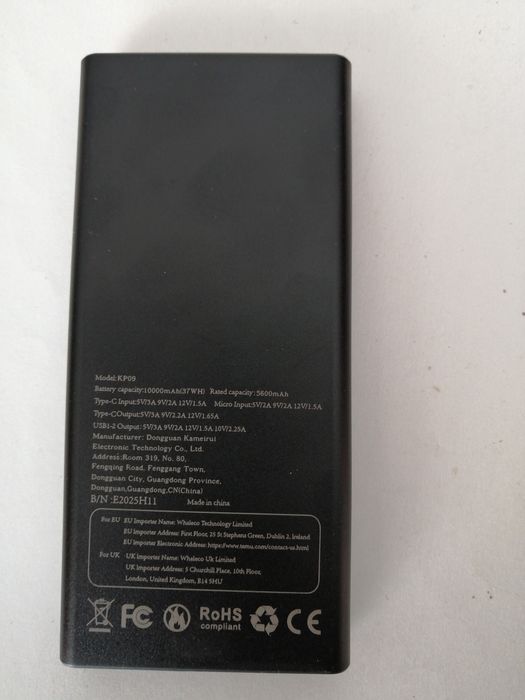 Model: KP09
Battery capacity:10000mAh(37WH) Rated capacity:5600mAh
Type-C Input:5V/3A 9V/2A 12V/1.5A Micro Input:5V/2A 9V/2A 12V/1.5A
Type-COutput:5V/3A 9V/2.2A 12V/1.65A
USB1-2 Output: 5V/3A 9V/2A 12V/1.5A 10V/2.25A
Manufacturer: Dongguan Kameirui
Electronic Technology Co., Ltd.
Address:Room 319, No. 80,
Fengqing Road, Fenggang Town,
Dongguan City, Guangdong Province,
Dongguan,Guangdong,CN(China)
B/N :E2025H11 Made in china
For EU EU Importer Name: Whaleco Technology Limited
EU Importer Address: First Floor, 25 St Stephens Green, Dublin 2, Ireland
EU Importer Electronic Address: https://www.temu.com/contact-us.html
For UK UK Importer Name: Whaleco Uk Limited
UK Importer Address: 5 Churchill Place, 10th Floor,
London, United Kingdom, E14 5HU
FC RoHS CE
compliant